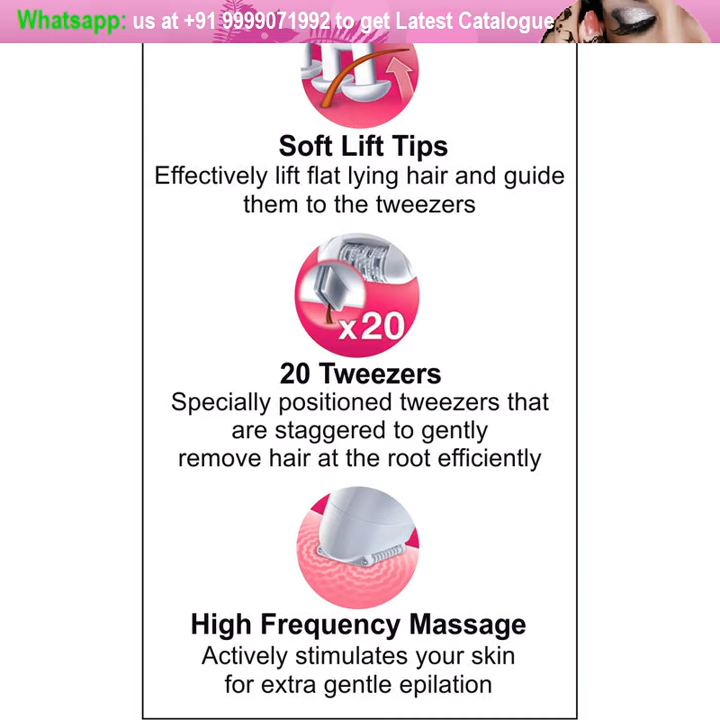 Whatsapp: us at +91 9999071992 to get Latest Catalogue
Soft Lift Tips
Effectively lift flat lying hair and guide
them to the tweezers
x20
20 Tweezers
Specially positioned tweezers that
are staggered to gently
remove hair at the root efficiently
High Frequency Massage
Actively stimulates your skin
for extra gentle epilation